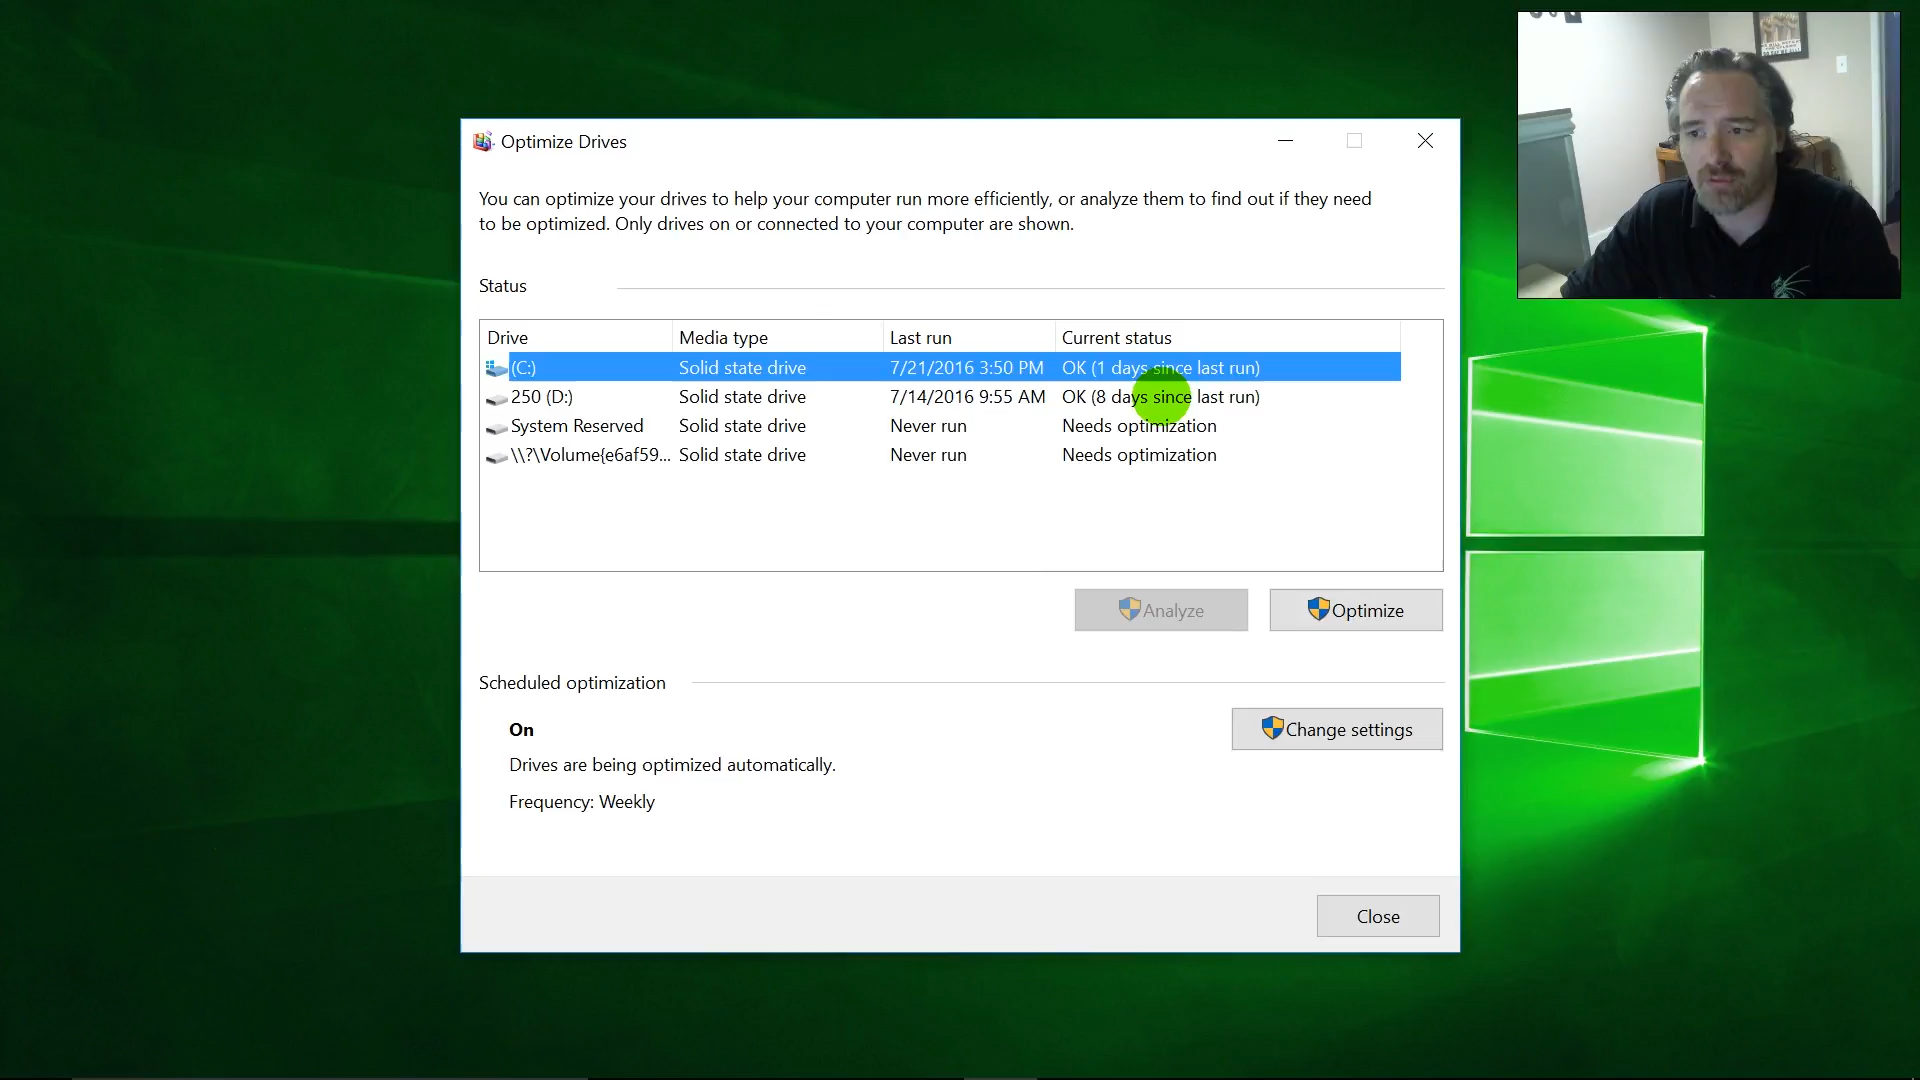 Optimize Drives
You can optimize your drives to help your computer run more efficiently, or analyze them to find out if they need
to be optimized. Only drives on or connected to your computer are shown.
Status
Drive Media type Last run Current status
(C:) Solid state drive 7/21/2016 3:50 PM OK (1 days since last run)
250 (D:) Solid state drive 7/14/2016 9:55 AM OK (8 days since last run)
System Reserved Solid state drive Never run Needs optimization
\\?\Volume{e6af59... Solid state drive Never run Needs optimization
Analyze Optimize
Scheduled optimization
On
Change settings
Drives are being optimized automatically.
Frequency: Weekly
Close